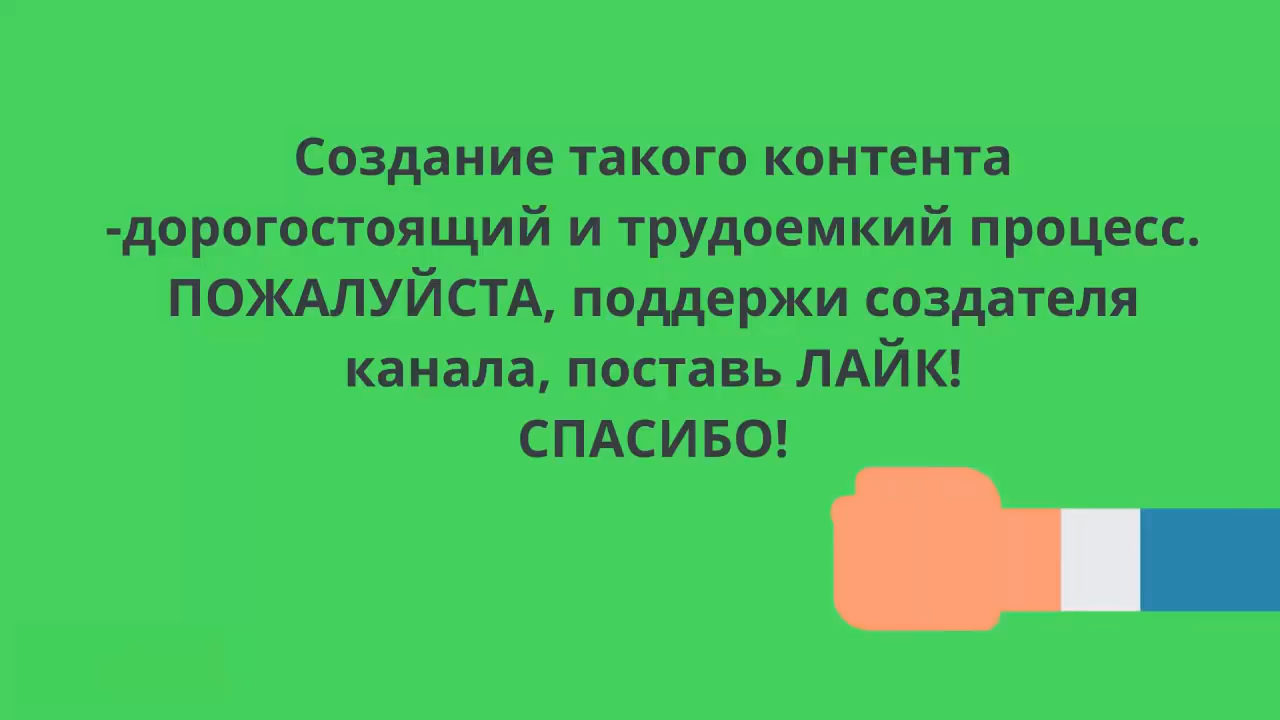 Создание такого контента
-дорогостоящий и трудоемкий процесс.
ПОЖАЛУЙСТА, поддержи создателя
канала, поставь ЛАЙК!
СПАСИБО!